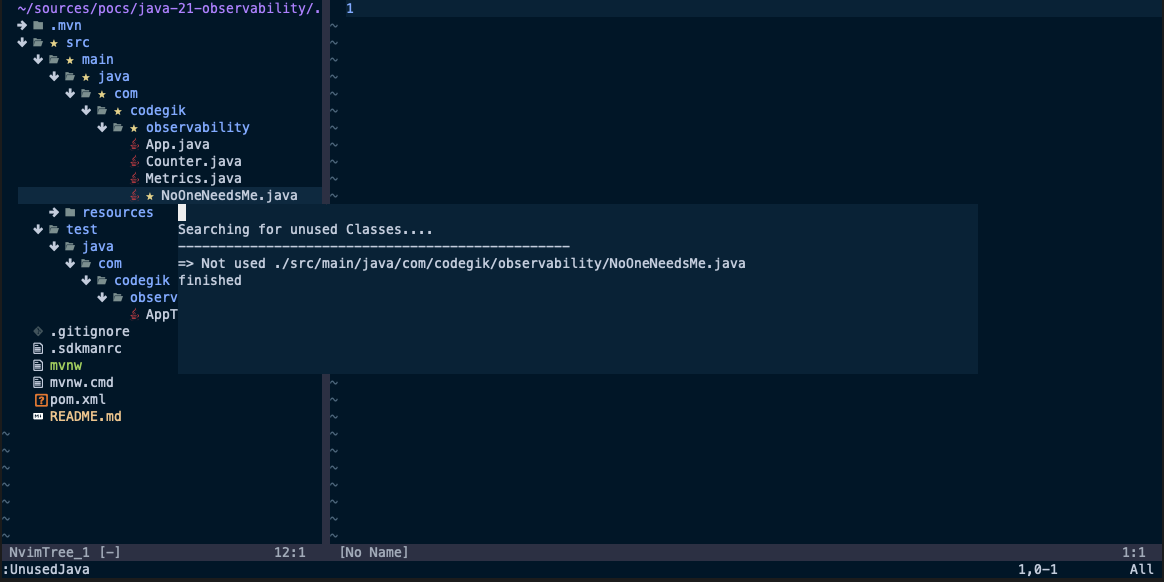 ~/sources/pocs/java-21-observability/.
.mvn
src
main
java
com
codegik
observability
App.java
Counter.java
Metrics.java
NoOneNeedsMe.java
resources
test
java
com
codegik
observ
AppT
.gitignore
.sdkmanrc
mvnw
mvnw.cmd
pom.xml
README.md
1
Searching for unused Classes....
-------------------------------------------------
=> Not used ./src/main/java/com/codegik/observability/NoOneNeedsMe.java
finished
NvimTree_1 [-] 12:1
[No Name] 1:1
:UnusedJava 1,0-1 All